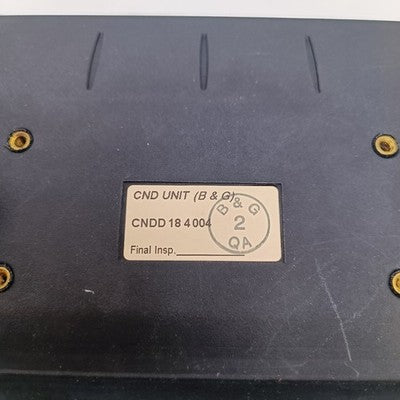 CND UNIT (B & G)
CNDD 18 4 004
Final Insp.
B & G
2
QA